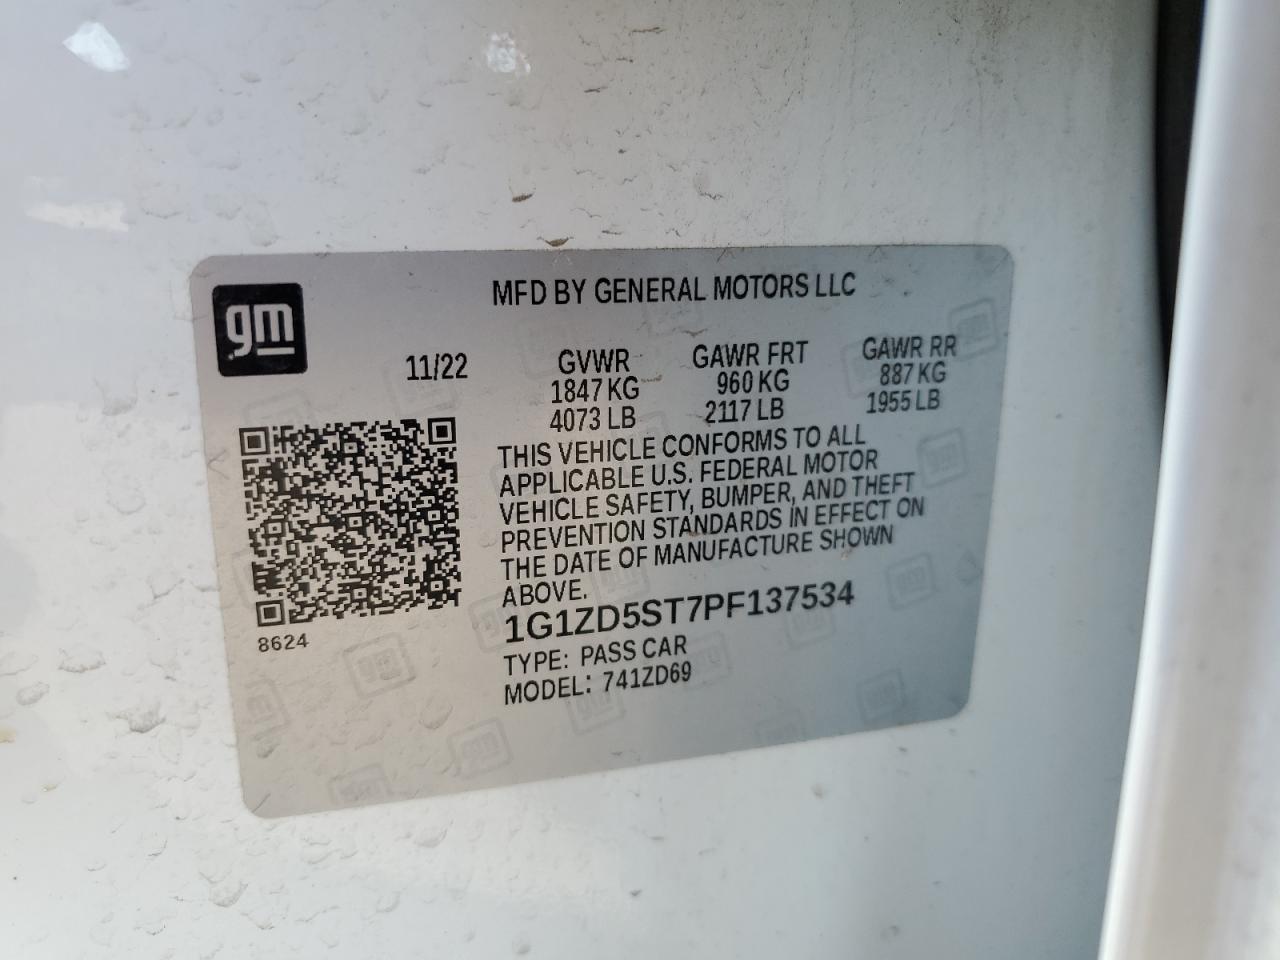 MFD BY GENERAL MOTORS LLC
gm
11/22
GVWR GAWR FRT GAWR RR
1847 KG 960 KG 887 KG
4073 LB 2117 LB 1955 LB
THIS VEHICLE CONFORMS TO ALL
APPLICABLE U.S. FEDERAL MOTOR
VEHICLE SAFETY, BUMPER, AND THEFT
PREVENTION STANDARDS IN EFFECT ON
THE DATE OF MANUFACTURE SHOWN
ABOVE.
1G1ZD5ST7PF137534
TYPE: PASS CAR
MODEL: 741ZD69
8624